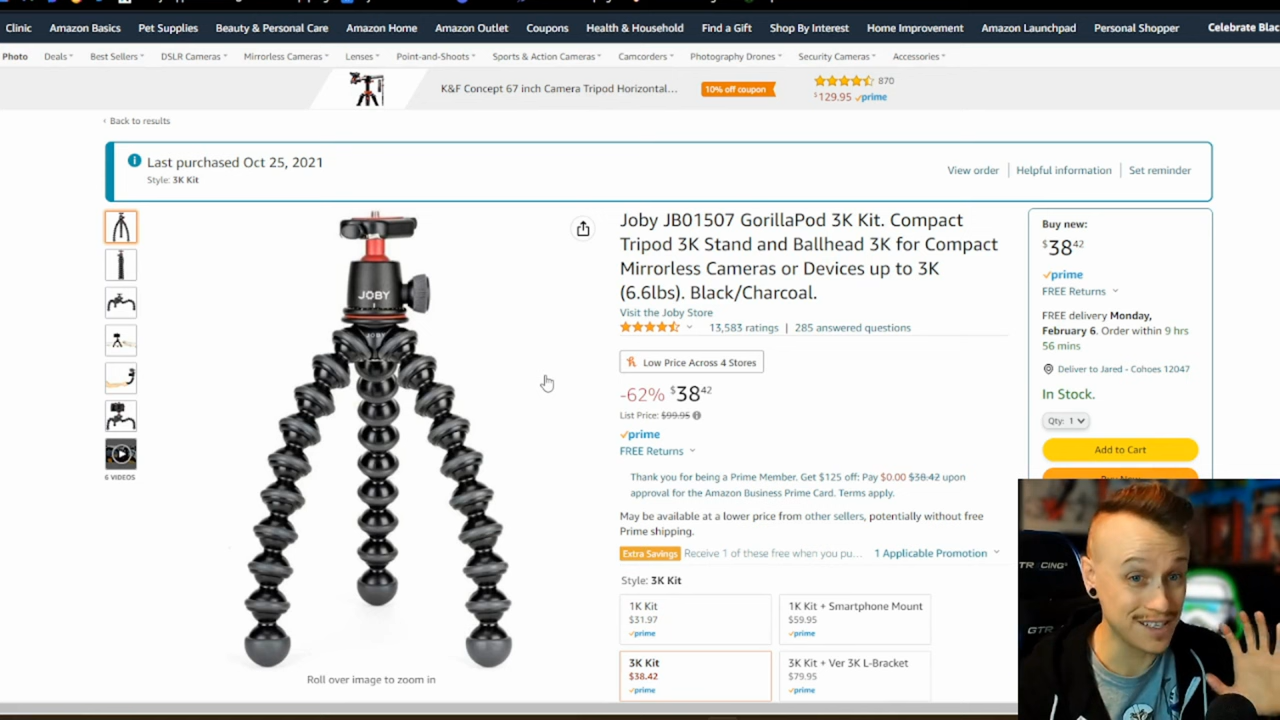 Clinic Amazon Basics Pet Supplies Beauty & Personal Care Amazon Home Amazon Outlet Coupons Health & Household Find a Gift Shop By Interest Home Improvement Amazon Launchpad Personal Shopper Celebrate Blac
Photo Deals Best Sellers DSLR Cameras Mirrorless Cameras Lenses Point-and-Shoots Sports & Action Cameras Camcorders Photography Drones Security Cameras Accessories
K&F Concept 67 inch Camera Tripod Horizontal... 10% off coupon 870
$129.95 prime
‹ Back to results
Last purchased Oct 25, 2021
Style: 3K Kit
View order Helpful information Set reminder
JOBY
JOBY
6 VIDEOS
Roll over image to zoom in
Joby JB01507 GorillaPod 3K Kit. Compact
Tripod 3K Stand and Ballhead 3K for Compact
Mirrorless Cameras or Devices up to 3K
(6.6lbs). Black/Charcoal.
Visit the Joby Store
13,583 ratings | 285 answered questions
Low Price Across 4 Stores
-62% $38 42
List Price: $99.95
prime
FREE Returns
Thank you for being a Prime Member. Get $125 off: Pay $0.00 $38.42 upon
approval for the Amazon Business Prime Card. Terms apply.
May be available at a lower price from other sellers, potentially without free
Prime shipping.
Extra Savings Receive 1 of these free when you pu... 1 Applicable Promotion
Style: 3K Kit
1K Kit
$31.97
prime
1K Kit + Smartphone Mount
$59.95
prime
3K Kit
$38.42
prime
3K Kit + Ver 3K L-Bracket
$79.95
prime
Buy new:
$38 42
prime
FREE Returns
FREE delivery Monday,
February 6. Order within 9 hrs
56 mins
Deliver to Jared - Cohoes 12047
In Stock.
Qty: 1
Add to Cart